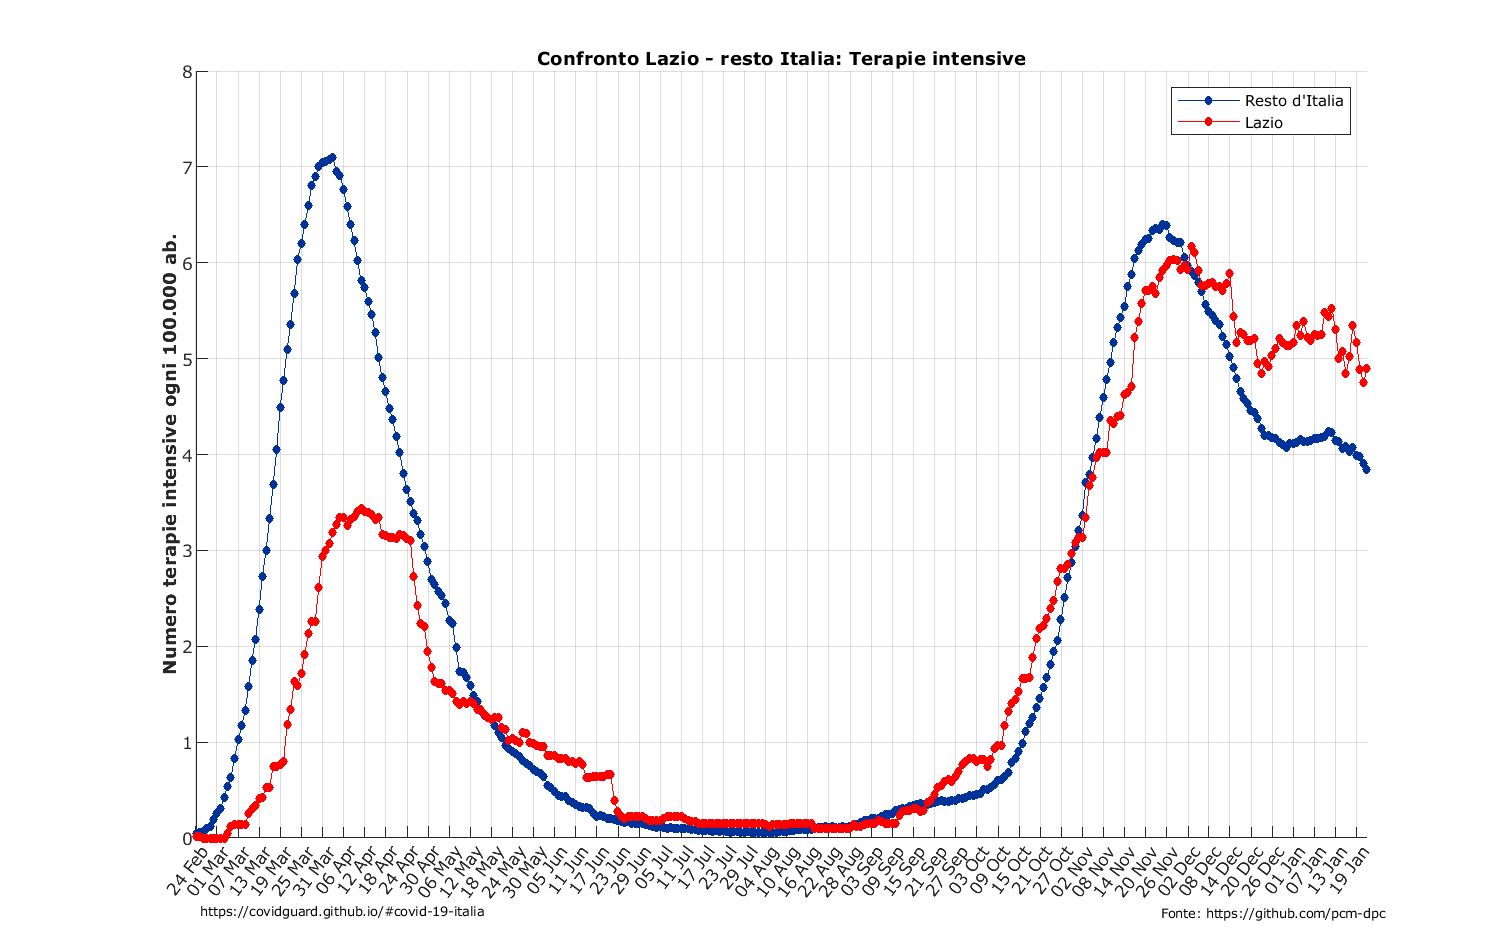 Confronto Lazio - resto Italia: Terapie intensive
Resto d'Italia
Lazio
Numero terapie intensive ogni 100.000 ab.
8
7
6
5
4
3
2
1
0
24 Feb
01 Mar
07 Mar
13 Mar
19 Mar
25 Mar
31 Mar
06 Apr
12 Apr
18 Apr
24 Apr
30 Apr
06 May
12 May
18 May
24 May
30 May
05 Jun
11 Jun
17 Jun
23 Jun
29 Jun
05 Jul
11 Jul
17 Jul
23 Jul
29 Jul
04 Aug
10 Aug
16 Aug
22 Aug
28 Aug
03 Sep
09 Sep
15 Sep
21 Sep
27 Sep
03 Oct
09 Oct
15 Oct
21 Oct
27 Oct
02 Nov
08 Nov
14 Nov
20 Nov
26 Nov
02 Dec
08 Dec
14 Dec
20 Dec
26 Dec
01 Jan
07 Jan
13 Jan
19 Jan
https://covidguard.github.io/#covid-19-italia
Fonte: https://github.com/pcm-dpc